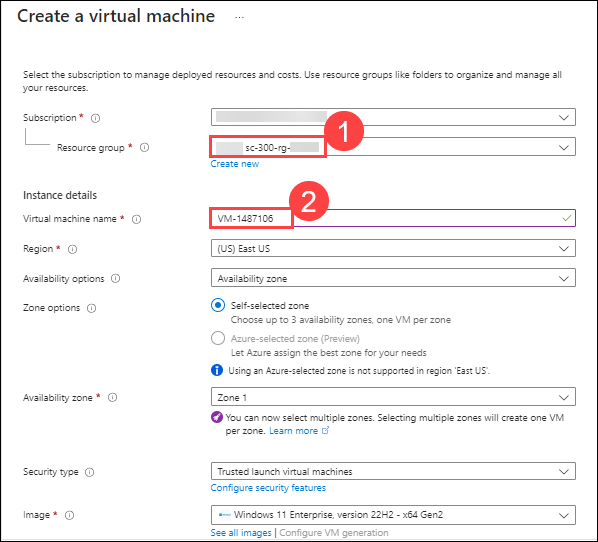 Create a virtual machine ...
Select the subscription to manage deployed resources and costs. Use resource groups like folders to organize and manage all
your resources.
Subscription *
1
Resource group * sc-300-rg-
Create new
Instance details
2
Virtual machine name * VM-1487106
Region * (US) East US
Availability options Availability zone
Zone options Self-selected zone
Choose up to 3 availability zones, one VM per zone
Azure-selected zone (Preview)
Let Azure assign the best zone for your needs
Using an Azure-selected zone is not supported in region 'East US'.
Availability zone * Zone 1
You can now select multiple zones. Selecting multiple zones will create one VM
per zone. Learn more
Security type Trusted launch virtual machines
Configure security features
Image * Windows 11 Enterprise, version 22H2 - x64 Gen2
See all images | Configure VM generation